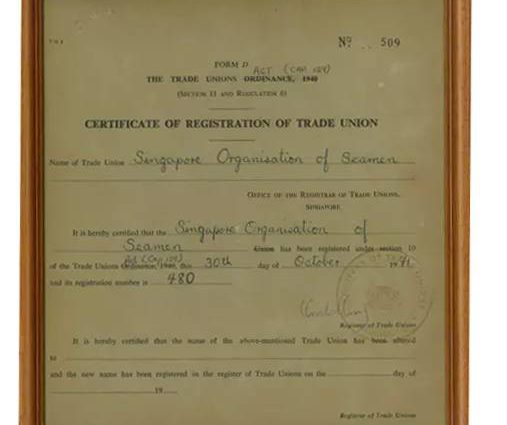 Nº 509
FORM D
ACT (CAP 129)
THE TRADE UNIONS ORDINANCE, 1940
(SECTION 11 AND REGULATION 6)
CERTIFICATE OF REGISTRATION OF TRADE UNION
Name of Trade Union Singapore Organisation of Seamen
OFFICE OF THE REGISTRAR OF TRADE UNIONS,
SINGAPORE.
It is hereby certified that the Singapore Organisation of
Seamen Union has been registered under section 10
Act (Cap 129)
of the Trade Unions Ordinance, 1940, this 30th day of October 1971
and its registration number is 480
Registrar of Trade Unions
It is hereby certified that the name of the above-mentioned Trade Union has been altered
to
and the new name has been registered in the register of Trade Unions on the day of
19
Registrar of Trade Unions